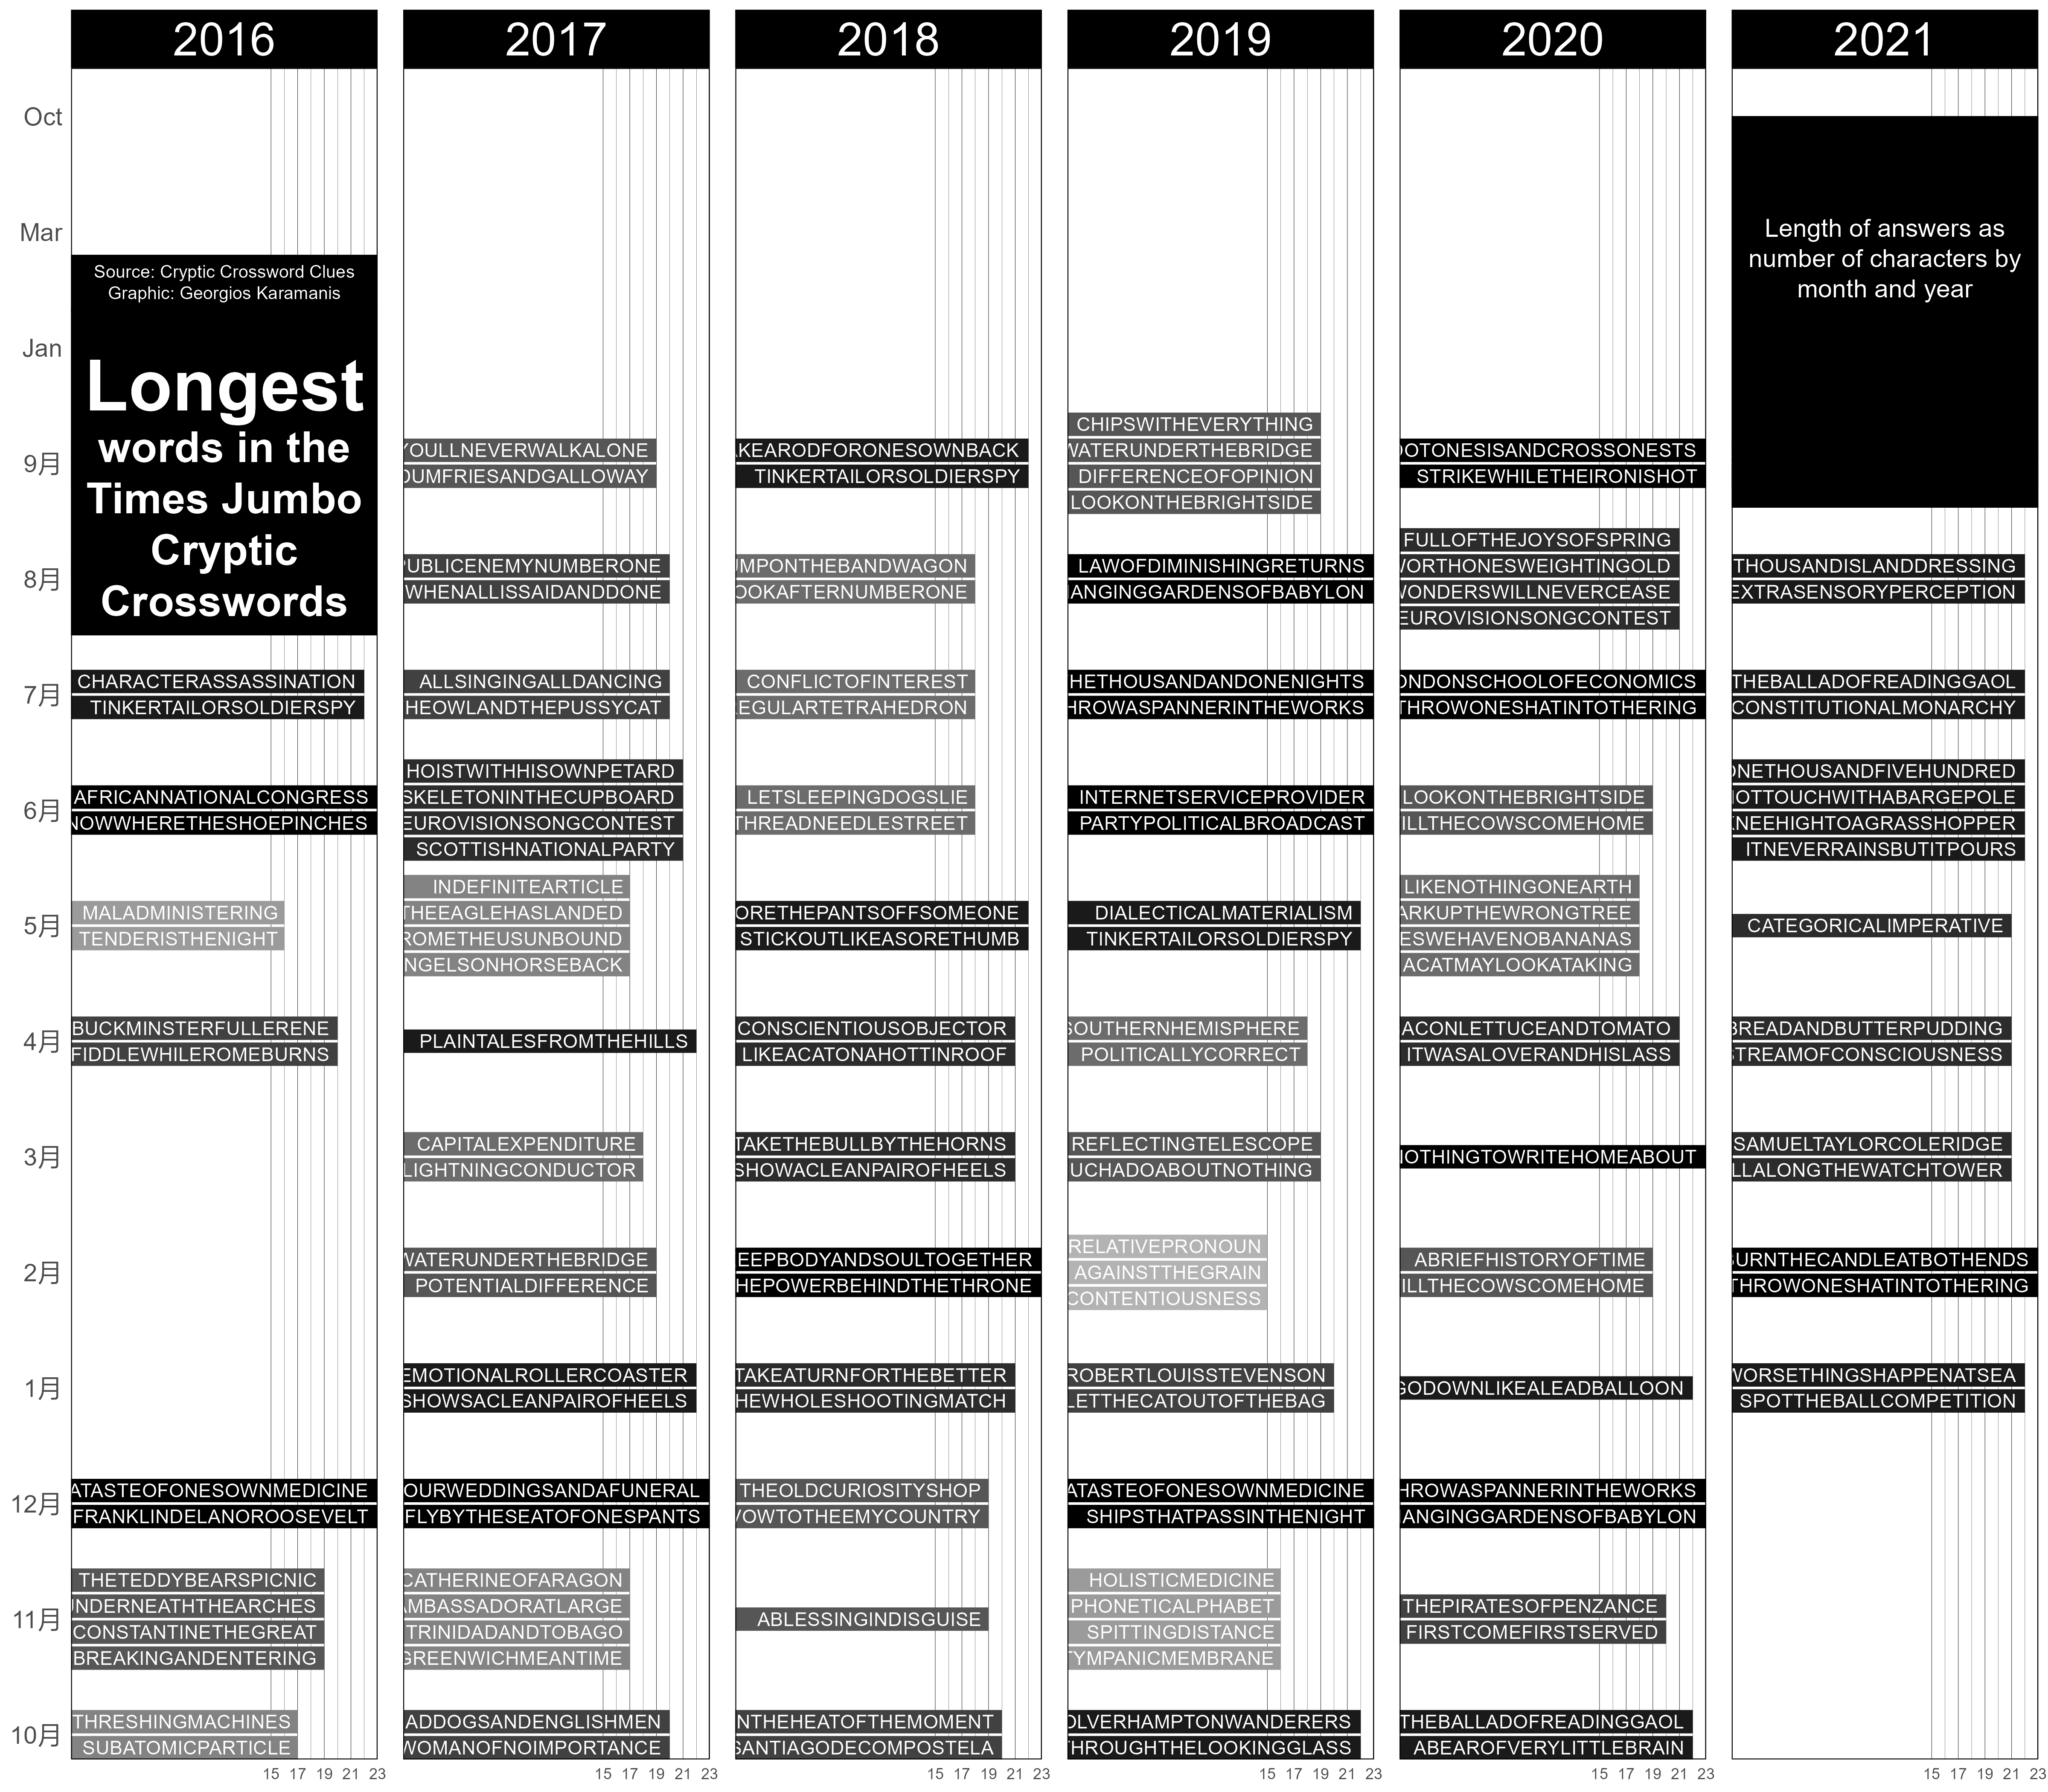 2016
Source: Cryptic Crossword Clues
Graphic: Georgios Karamanis
Longest
words in the
Times Jumbo
Cryptic
Crosswords
CHARACTERASSASSINATION
TINKERTAILORSOLDIERSPY
AFRICANNATIONALCONGRESS
NOWWHERETHESHOEPINCHES
MALADMINISTERING
TENDERISTHENIGHT
BUCKMINSTERFULLERENE
FIDDLEWHILEROMEBURNS
ATASTEOFONESOWNMEDICINE
FRANKLINDELANOROOSEVELT
THETEDDYBEARSPICNIC
UNDERNEATHTHEARCHES
CONSTANTINETHEGREAT
BREAKINGANDENTERING
THRESHINGMACHINES
SUBATOMICPARTICLE
15 17 19 21 23
2017
YOULLNEVERWALKALONE
DUMFRIESANDGALLOWAY
PUBLICENEMYNUMBERONE
WHENALLISSAIDANDDONE
ALLSINGINGALLDANCING
HEOWLANDTHEPUSSYCAT
HOISTWITHHISOWNPETARD
SKELETONINTHECUPBOARD
EUROVISIONSONGCONTEST
SCOTTISHNATIONALPARTY
INDEFINITEARTICLE
THEEAGLEHASLANDED
ROMETHEUSUNBOUND
NGELSONHORSEBACK
PLAINTALESFROMTHEHILLS
CAPITALEXPENDITURE
LIGHTNINGCONDUCTOR
WATERUNDERTHEBRIDGE
POTENTIALDIFFERENCE
EMOTIONALROLLERCOASTER
SHOWSACLEANPAIROFHEELS
OURWEDDINGSANDAFUNERAL
FLYBYTHESEATOFONESPANTS
CATHERINEOFARAGON
AMBASSADORATLARGE
TRINIDADANDTOBAGO
GREENWICHMEANTIME
ADDOGSANDENGLISHMEN
WOMANOFNOIMPORTANCE
15 17 19 21 23
2018
AKEARODFORONESOWNBACK
TINKERTAILORSOLDIERSPY
UMPONTHEBANDWAGON
OOKAFTERNUMBERONE
CONFLICTOFINTEREST
REGULARTETRAHEDRON
LETSLEEPINGDOGSLIE
THREADNEEDLESTREET
ORETHEPANTSOFFSOMEONE
STICKOUTLIKEASORETHUMB
CONSCIENTIOUSOBJECTOR
LIKEACATONAHOTTINROOF
TAKETHEBULLBYTHEHORNS
SHOWACLEANPAIROFHEELS
EEPBODYANDSOULTOGETHER
HEPOWERBEHINDTHETHRONE
TAKEATURNFORTHEBETTER
HEWHOLESHOOTINGMATCH
THEOLDCURIOSITYSHOP
VOWTOTHEEMYCOUNTRY
ABLESSINGINDISGUISE
NTHEHEATOFTHEMOMENT
SANTIAGODECOMPOSTELA
15 17 19 21 23
2019
CHIPSWITHEVERYTHING
WATERUNDERTHEBRIDGE
DIFFERENCEOFOPINION
LOOKONTHEBRIGHTSIDE
LAWOFDIMINISHINGRETURNS
ANGINGGARDENSOFBABYLON
HETHOUSANDANDONENIGHTS
HROWASPANNERINTHEWORKS
INTERNETSERVICEPROVIDER
PARTYPOLITICALBROADCAST
DIALECTICALMATERIALISM
TINKERTAILORSOLDIERSPY
SOUTHERNHEMISPHERE
POLITICALLYCORRECT
REFLECTINGTELESCOPE
UCHADOABOUTNOTHING
RELATIVEPRONOUN
AGAINSTTHEGRAIN
CONTENTIOUSNESS
ROBERTLOUISSTEVENSON
LETTHECATOUTOFTHEBAG
ATASTEOFONESOWNMEDICINE
SHIPSTHATPASSINTHENIGHT
HOLISTICMEDICINE
PHONETICALPHABET
SPITTINGDISTANCE
TYMPANICMEMBRANE
OLVERHAMPTONWANDERERS
THROUGHTHELOOKINGGLASS
15 17 19 21 23
2020
DOTONESISANDCROSSONESTS
STRIKEWHILETHEIRONISHOT
FULLOFTHEJOYSOFSPRING
WORTHONESWEIGHTINGOLD
WONDERSWILLNEVERCEASE
EUROVISIONSONGCONTEST
ONDONSCHOOLOFECONOMICS
THROWONESHATINTOTHERING
LOOKONTHEBRIGHTSIDE
ILLTHECOWSCOMEHOME
LIKENOTHINGONEARTH
ARKUPTHEWRONGTREE
ESWEHAVENOBANANAS
ACATMAYLOOKATAKING
ACONLETTUCEANDTOMATO
ITWASALOVERANDHISLASS
NOTHINGTOWRITEHOMEABOUT
ABRIEFHISTORYOFTIME
ILLTHECOWSCOMEHOME
GODOWNLIKEALEADBALLOON
HROWASPANNERINTHEWORKS
ANGINGGARDENSOFBABYLON
THEPIRATESOFPENZANCE
FIRSTCOMEFIRSTSERVED
THEBALLADOFREADINGGAOL
ABEAROFVERYLITTLEBRAIN
15 17 19 21 23
2021
Length of answers as
number of characters by
month and year
THOUSANDISLANDDRESSING
EXTRASENSORYPERCEPTION
THEBALLADOFREADINGGAOL
CONSTITUTIONALMONARCHY
ONETHOUSANDFIVEHUNDRED
OTTOUCHWITHABARGEPOLE
KNEEHIGHTOAGRASSHOPPER
ITNEVERRAINSBUTITPOURS
CATEGORICALIMPERATIVE
BREADANDBUTTERPUDDING
STREAMOFCONSCIOUSNESS
SAMUELTAYLORCOLERIDGE
LLALONGTHEWATCHTOWER
BURNTHECANDLEATBOTHENDS
THROWONESHATINTOTHERING
WORSETHINGSHAPPENATSEA
SPOTTHEBALLCOMPETITION
15 17 19 21 23
Oct
Mar
Jan
9月
8月
7月
6月
5月
4月
3月
2月
1月
12月
11月
10月